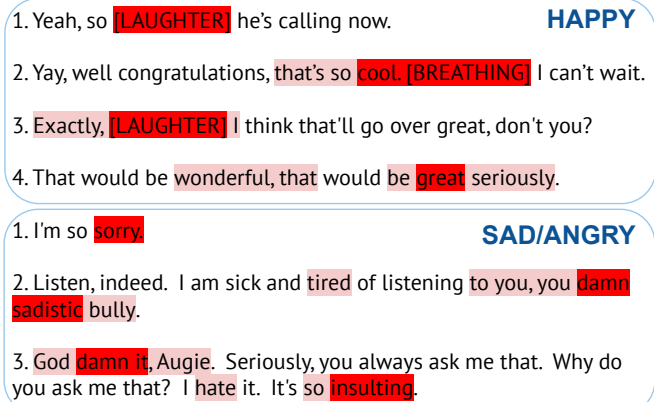 1. Yeah, so [LAUGHTER] he's calling now. HAPPY
2. Yay, well congratulations, that's so cool. [BREATHING] I can't wait.
3. Exactly, [LAUGHTER] I think that'll go over great, don't you?
4. That would be wonderful, that would be great seriously.
1. I'm so sorry. SAD/ANGRY
2. Listen, indeed. I am sick and tired of listening to you, you damn
sadistic bully.
3. God damn it, Augie. Seriously, you always ask me that. Why do
you ask me that? I hate it. It's so insulting.